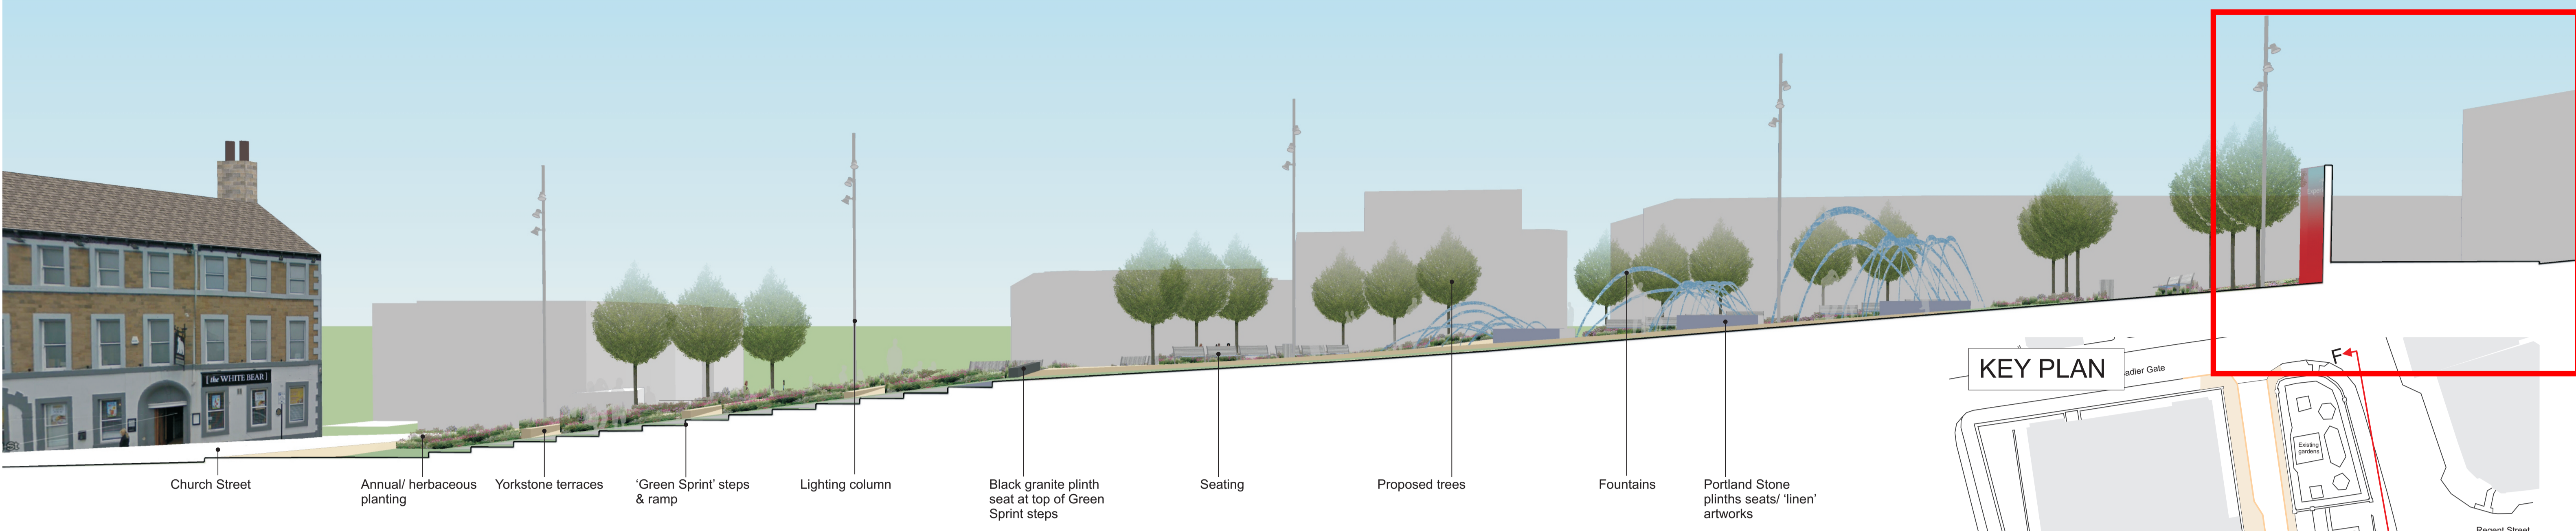 [ the WHITE BEAR ]
Church Street
Annual/ herbaceous
planting
Yorkstone terraces
‘Green Sprint’ steps
& ramp
Lighting column
Black granite plinth
seat at top of Green
Sprint steps
Seating
Proposed trees
Fountains
Portland Stone
plinths seats/ ‘linen’
artworks
KEY PLAN
adler Gate
F
Existing
gardens
Regent Street